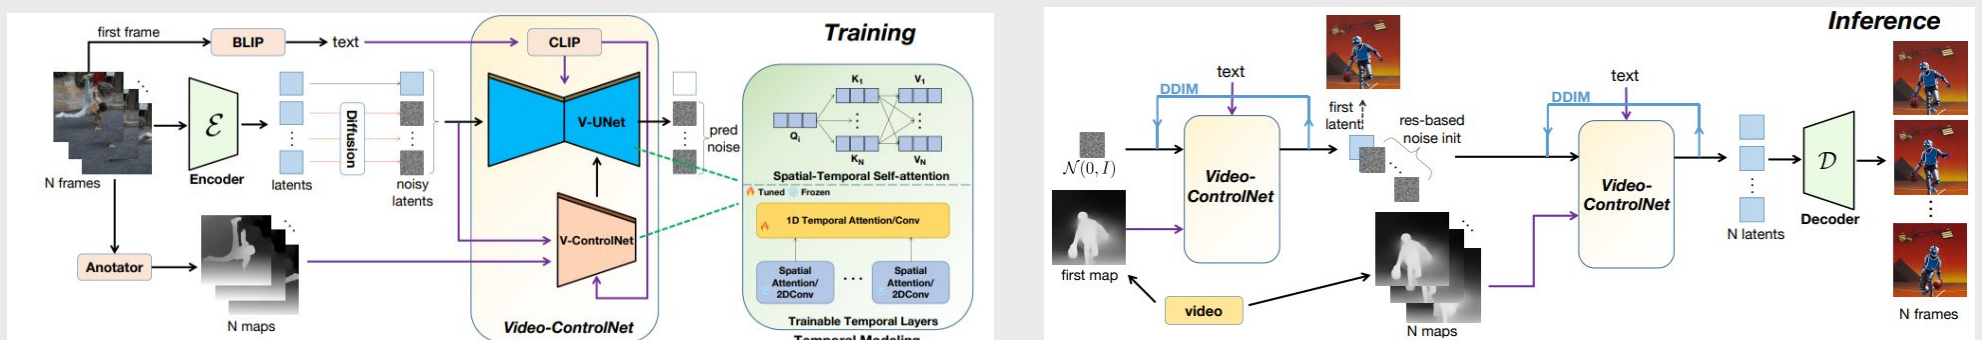 Training
first frame
BLIP
text
CLIP
N frames
ℰ
Encoder
latents
Diffusion
noisy
latents
V-UNet
pred
noise
V-ControlNet
Anotator
N maps
Video-ControlNet
K1
V1
Qi
KN
VN
Spatial-Temporal Self-attention
Tuned
Frozen
1D Temporal Attention/Conv
Spatial
Attention/
2DConv
...
Spatial
Attention/
2DConv
Trainable Temporal Layers
Temporal Modeling
Inference
text
DDIM
𝒩(0, I)
Video-
ControlNet
first map
video
first
latent
res-based
noise init
N maps
text
DDIM
Video-
ControlNet
N latents
𝒟
Decoder
N frames